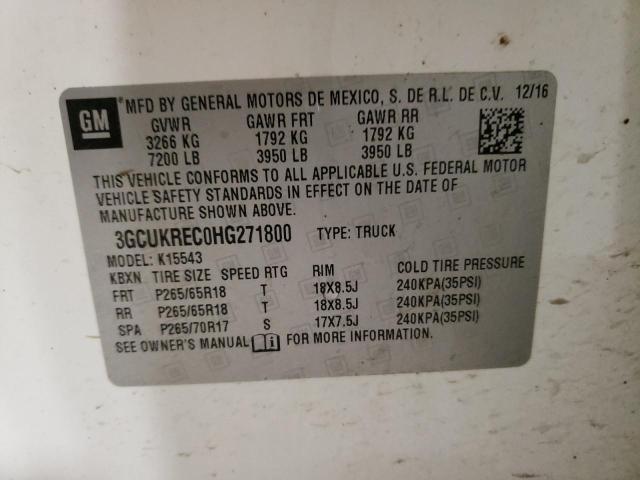 GM
*MFD BY GENERAL MOTORS DE MEXICO, S. DE R.L. DE C.V. 12/16
GVWR GAWR FRT GAWR RR
3266 KG 1792 KG 1792 KG
7200 LB 3950 LB 3950 LB
THIS VEHICLE CONFORMS TO ALL APPLICABLE U.S. FEDERAL MOTOR
VEHICLE SAFETY STANDARDS IN EFFECT ON THE DATE OF
MANUFACTURE SHOWN ABOVE.
3GCUKREC0HG271800 TYPE: TRUCK
MODEL: K15543
KBXN TIRE SIZE SPEED RTG RIM COLD TIRE PRESSURE
FRT P265/65R18 T 18X8.5J 240KPA(35PSI)
RR P265/65R18 T 18X8.5J 240KPA(35PSI)
SPA P265/70R17 S 17X7.5J 240KPA(35PSI)
SEE OWNER'S MANUAL FOR MORE INFORMATION.